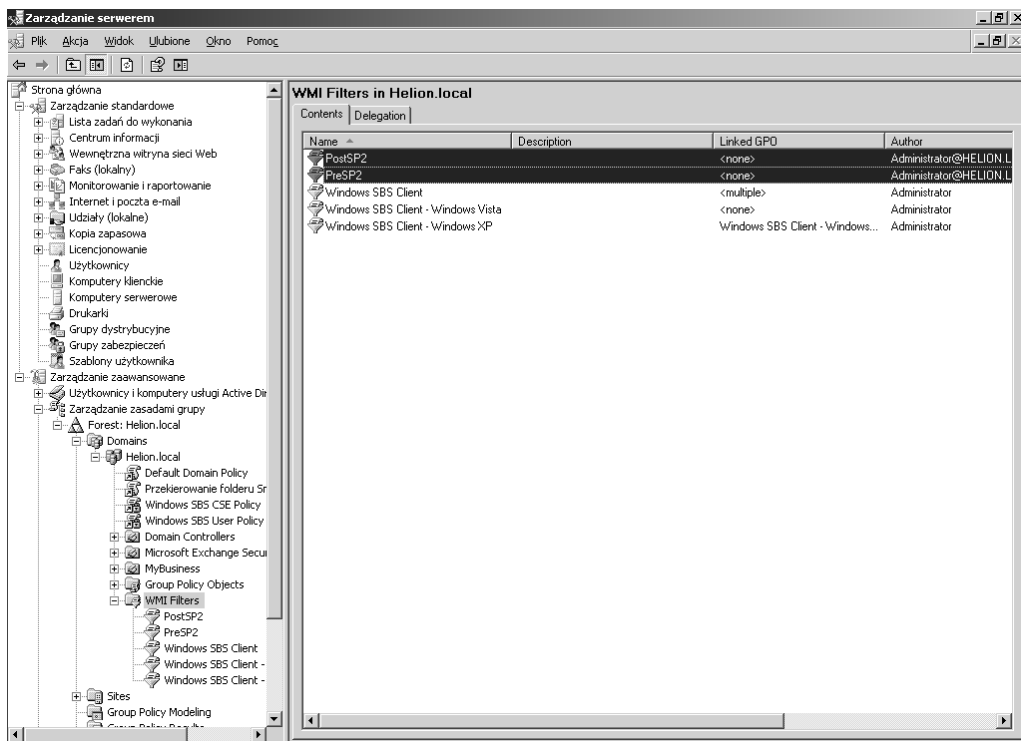 Zarządzanie serwerem
Plik Akcja Widok Ulubione Okno Pomoc
Strona główna
Zarządzanie standardowe
Lista zadań do wykonania
Centrum informacji
Wewnętrzna witryna sieci Web
Faks (lokalny)
Monitorowanie i raportowanie
Internet i poczta e-mail
Udziały (lokalne)
Kopia zapasowa
Licencjonowanie
Użytkownicy
Komputery klienckie
Komputery serwerowe
Drukarki
Grupy dystrybucyjne
Grupy zabezpieczeń
Szablony użytkownika
Zarządzanie zaawansowane
Użytkownicy i komputery usługi Active Dir
Zarządzanie zasadami grupy
Forest: Helion.local
Domains
Helion.local
Default Domain Policy
Przekierowanie folderu Sr
Windows SBS CSE Policy
Windows SBS User Policy
Domain Controllers
Microsoft Exchange Secur
MyBusiness
Group Policy Objects
WMI Filters
PostSP2
PreSP2
Windows SBS Client
Windows SBS Client -
Windows SBS Client -
Sites
Group Policy Modeling
Group Policy Results
WMI Filters in Helion.local
Contents Delegation
Name Description Linked GPO Author
PostSP2 <none> Administrator@HELION.L
PreSP2 <none> Administrator@HELION.L
Windows SBS Client <multiple> Administrator
Windows SBS Client - Windows Vista <none> Administrator
Windows SBS Client - Windows XP Windows SBS Client - Windows... Administrator